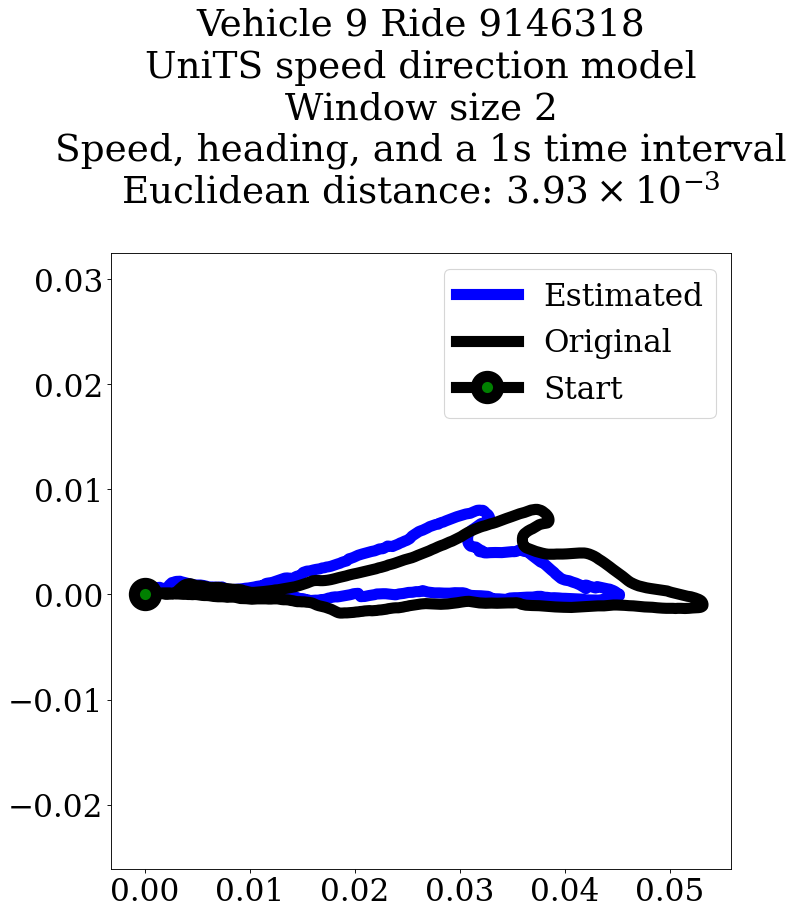 Vehicle 9 Ride 9146318
UniTS speed direction model
Window size 2
Speed, heading, and a 1s time interval
Euclidean distance: 3.93 × 10⁻³
Estimated
Original
Start
0.03
0.02
0.01
0.00
−0.01
−0.02
0.00 0.01 0.02 0.03 0.04 0.05